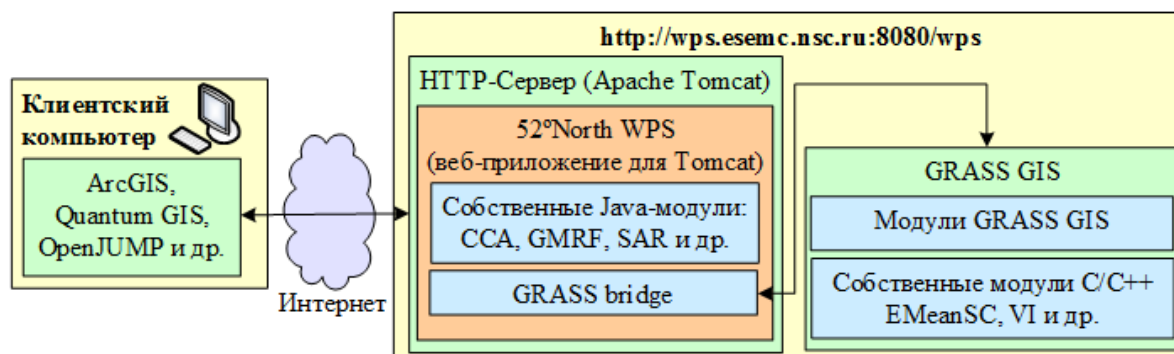 Клиентский
компьютер
ArcGIS,
Quantum GIS,
OpenJUMP и др.
Интернет
http://wps.esemc.nsc.ru:8080/wps
HTTP-Сервер (Apache Tomcat)
52ºNorth WPS
(веб-приложение для Tomcat)
Собственные Java-модули:
CCA, GMRF, SAR и др.
GRASS bridge
GRASS GIS
Модули GRASS GIS
Собственные модули C/C++
EMeanSC, VI и др.